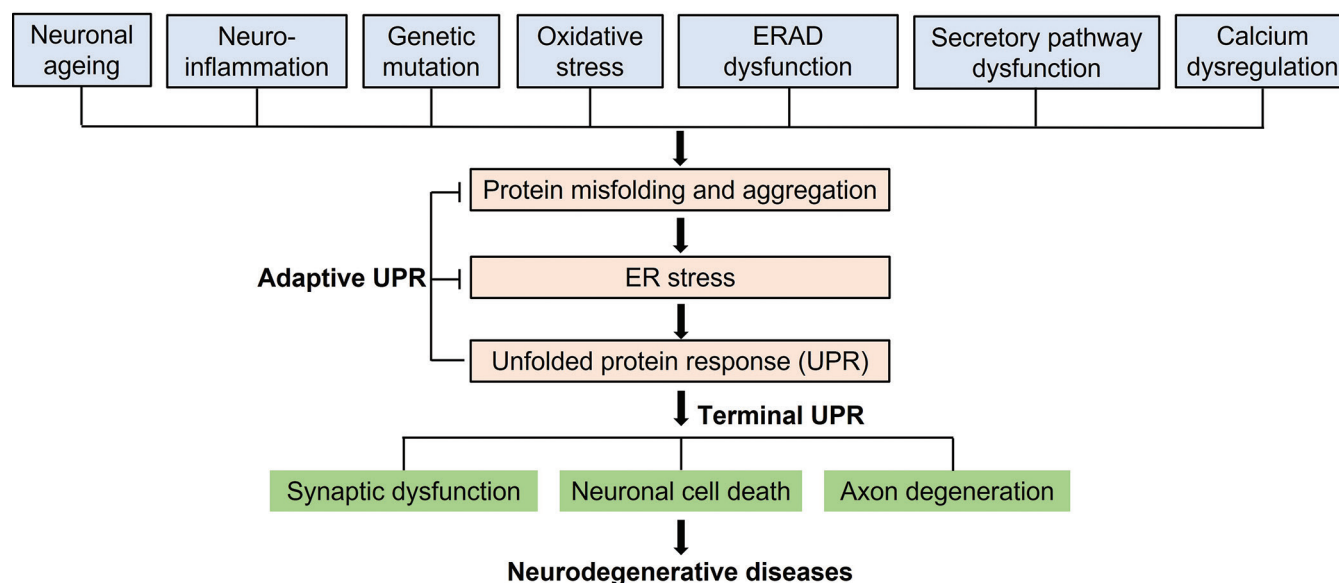 Neuronal
ageing
Neuro-
inflammation
Genetic
mutation
Oxidative
stress
ERAD
dysfunction
Secretory pathway
dysfunction
Calcium
dysregulation
Protein misfolding and aggregation
Adaptive UPR
ER stress
Unfolded protein response (UPR)
Terminal UPR
Synaptic dysfunction
Neuronal cell death
Axon degeneration
Neurodegenerative diseases